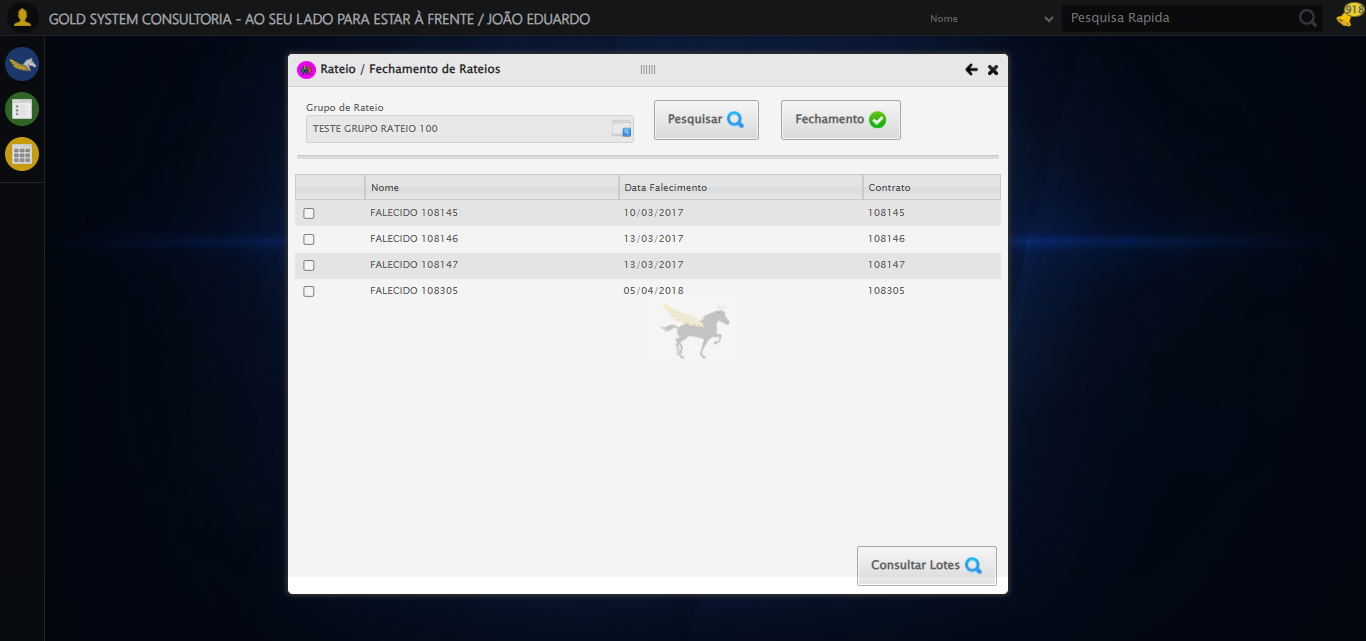 GOLD SYSTEM CONSULTORIA - AO SEU LADO PARA ESTAR À FRENTE / JOÃO EDUARDO
Nome
Pesquisa Rapida
918
Rateio / Fechamento de Rateios
Grupo de Rateio
TESTE GRUPO RATEIO 100
Pesquisar
Fechamento
Nome Data Falecimento Contrato
FALECIDO 108145 10/03/2017 108145
FALECIDO 108146 13/03/2017 108146
FALECIDO 108147 13/03/2017 108147
FALECIDO 108305 05/04/2018 108305
Consultar Lotes